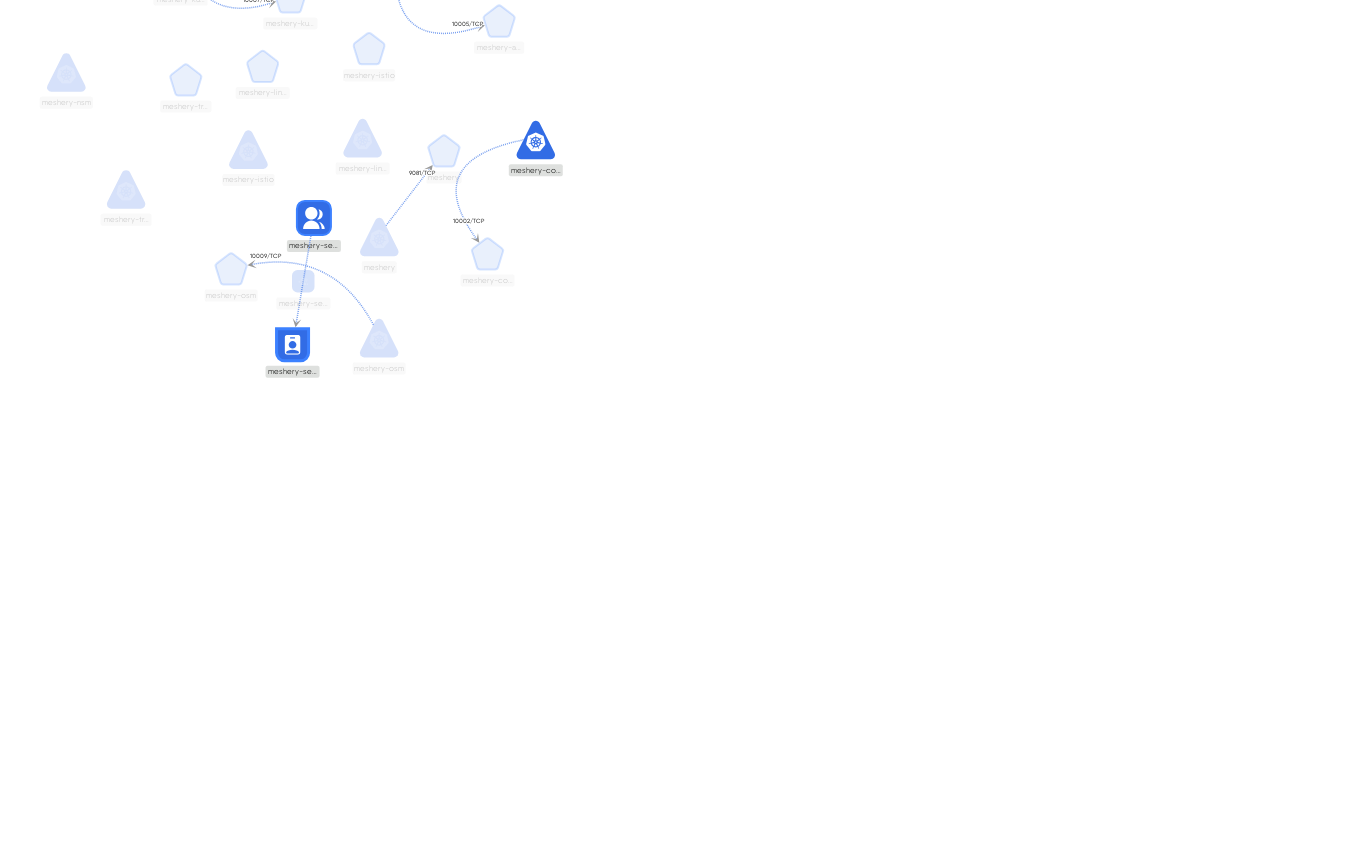 10007/TCP
meshery-ku...
10005/TCP
meshery-a...
meshery-istio
meshery-lin...
meshery-nsm
meshery-tr...
meshery-lin...
meshery-co...
9081/TCP
meshery
meshery-istio
meshery-tr...
10002/TCP
meshery-se...
10009/TCP
meshery
meshery-co...
meshery-osm
meshery-se...
meshery-osm
meshery-se...